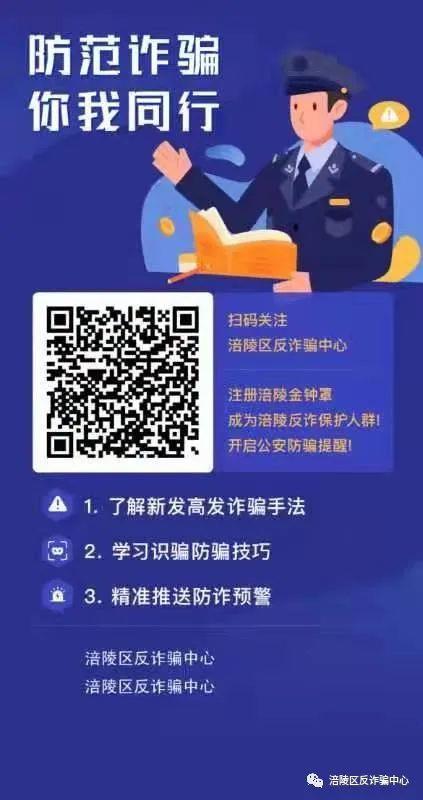 防范诈骗
你我同行
扫码关注
涪陵区反诈骗中心
注册涪陵金钟罩
成为涪陵反诈保护人群!
开启公安防骗提醒!
1. 了解新发高发诈骗手法
2. 学习识骗防骗技巧
3. 精准推送防诈预警
涪陵区反诈骗中心
涪陵区反诈骗中心
涪陵区反诈骗中心